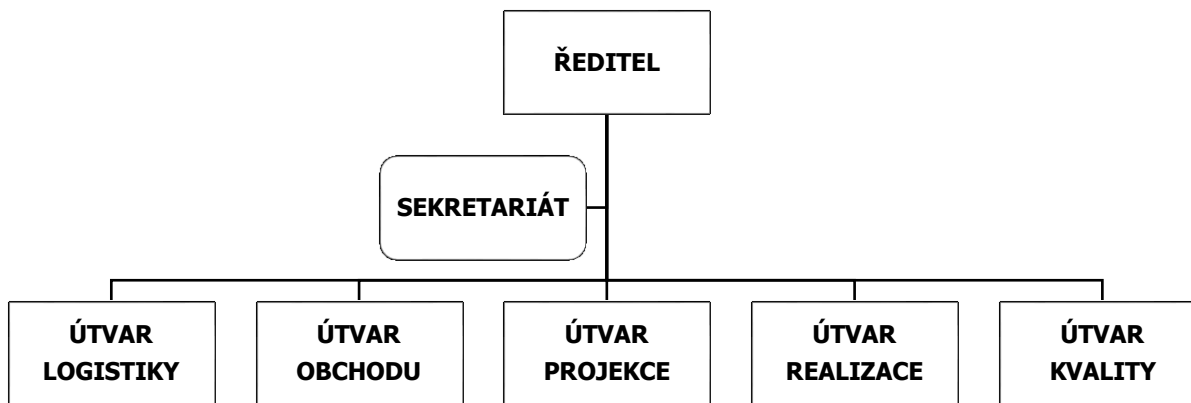 ŘEDITEL
SEKRETARIÁT
ÚTVAR
LOGISTIKY
ÚTVAR
OBCHODU
ÚTVAR
PROJEKCE
ÚTVAR
REALIZACE
ÚTVAR
KVALITY